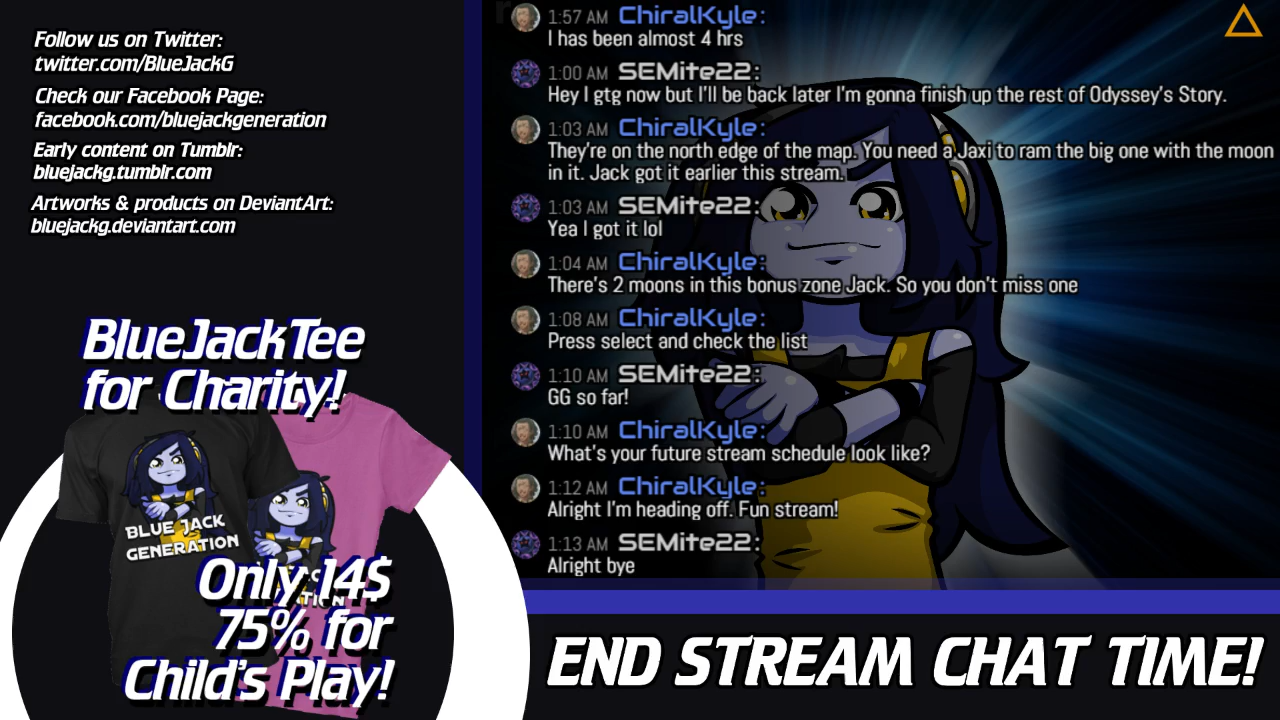 Follow us on Twitter:
twitter.com/BlueJackG
Check our Facebook Page:
facebook.com/bluejackgeneration
Early content on Tumblr:
bluejackg.tumblr.com
Artworks & products on DeviantArt:
bluejackg.deviantart.com
BlueJackTee
for Charity!
BLUE JACK
GENERATION
Only 14$
75% for
Child's Play!
1:57 AM ChiralKyle:
I has been almost 4 hrs
1:00 AM SEMite22:
Hey I gtg now but I'll be back later I'm gonna finish up the rest of Odyssey's Story.
1:03 AM ChiralKyle:
They're on the north edge of the map. You need a Jaxi to ram the big one with the moon
in it. Jack got it earlier this stream.
1:03 AM SEMite22:
Yea I got it lol
1:04 AM ChiralKyle:
There's 2 moons in this bonus zone Jack. So you don't miss one
1:08 AM ChiralKyle:
Press select and check the list
1:10 AM SEMite22:
GG so far!
1:10 AM ChiralKyle:
What's your future stream schedule look like?
1:12 AM ChiralKyle:
Alright I'm heading off. Fun stream!
1:13 AM SEMite22:
Alright bye
END STREAM CHAT TIME!